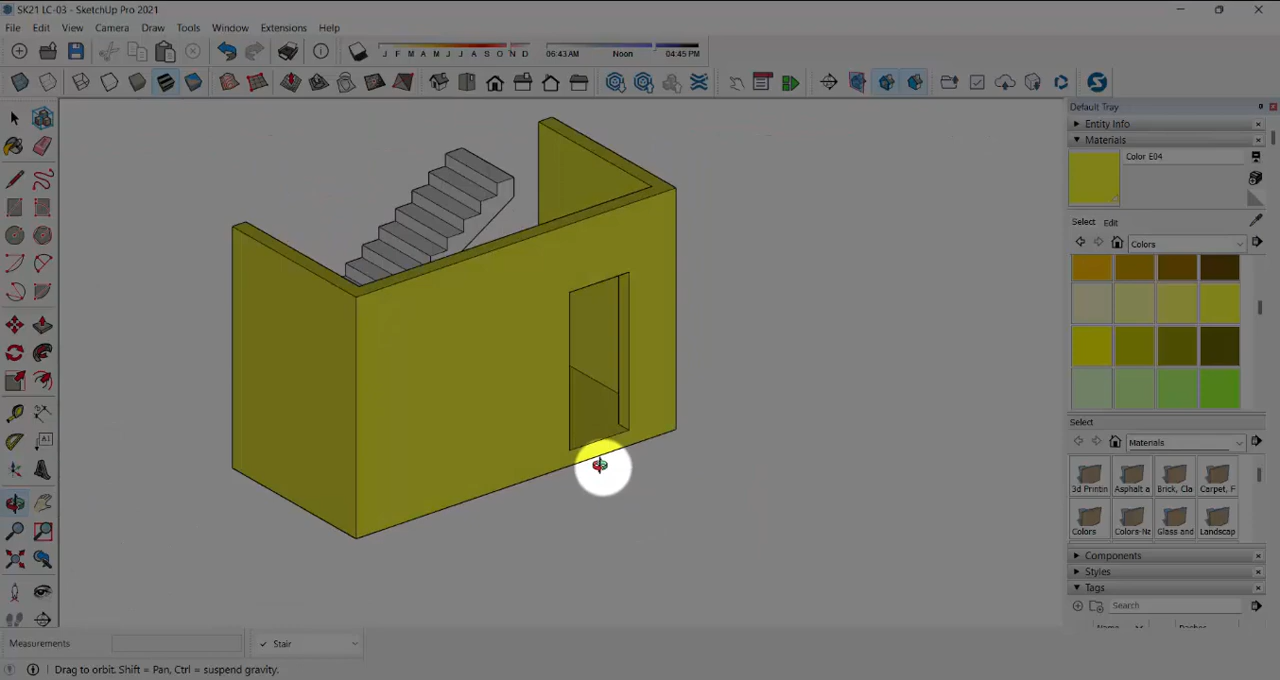 SK21 LC-03 - SketchUp Pro 2021
File Edit View Camera Draw Tools Window Extensions Help
J F M A M J J A S O N D 06:43 AM Noon 04:45 PM
Default Tray
Entity Info
Materials
Color E04
Select Edit
Colors
Select
Materials
3d Printin Asphalt a Brick, Cla Carpet, F
Colors Colors-Na Glass and Landscap
Components
Styles
Tags
Search
Name Dashes
A1
Measurements Stair
Drag to orbit. Shift = Pan, Ctrl = suspend gravity.